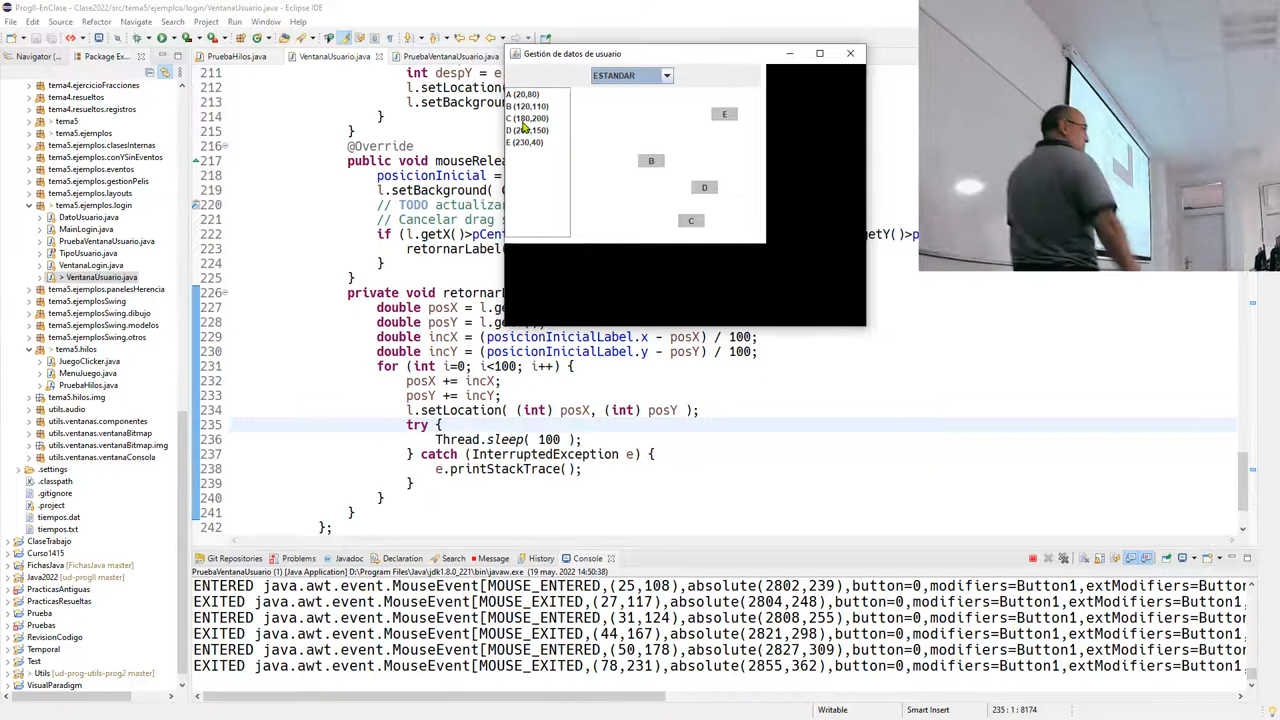 ProgII-EnClase - Clase2022/src/tema5/ejemplos/login/VentanaUsuario.java - Eclipse IDE
File Edit Source Refactor Navigate Search Project Run Window Help
Navigator (... Package Ex...
PruebaHilos.java VentanaUsuario.java PruebaVentanaUsuario.java
tema4.ejercicioFracciones
tema4.resueltos
tema4.resueltos.registros
tema5
tema5.ejemplos
tema5.ejemplos.clasesInternas
tema5.ejemplos.conYSinEventos
tema5.ejemplos.eventos
tema5.ejemplos.gestionPelis
tema5.ejemplos.layouts
tema5.ejemplos.login
DatoUsuario.java
MainLogin.java
PruebaVentanaUsuario.java
TipoUsuario.java
VentanaLogin.java
> VentanaUsuario.java
tema5.ejemplos.panelesHerencia
tema5.ejemplosSwing
tema5.ejemplosSwing.dibujo
tema5.ejemplosSwing.modelos
tema5.ejemplosSwing.otros
tema5.hilos
JuegoClicker.java
MenuJuego.java
PruebaHilos.java
tema5.hilos.img
utils.audio
utils.ventanas.componentes
utils.ventanas.ventanaBitmap
utils.ventanas.ventanaBitmap.img
utils.ventanas.ventanaConsola
.settings
.classpath
.gitignore
.project
tiempos.dat
tiempos.txt
ClaseTrabajo
Curso1415
FichasJava (FichasJava master)
Java2022 (ud-progII master)
PracticasAntiguas
PracticasResueltas
Prueba
Pruebas
RevisionCodigo
Temporal
Test
Utils (ud-prog-utils-prog2 master)
VisualParadigm
211 int despY = e
212 l.setLocation
213 l.setBackgrou
214 }
215 }
216 @Override
217 public void mouseRelea
218 posicionInicial =
219 l.setBackground( C
220 // TODO actualiza
221 // Cancelar drag s
222 if (l.getX()>pCent etY()>p
223 retornarLabel(
224 }
225 }
226 private void retornarL
227 double posX = l.g
228 double posY = l.g
229 double incX = (posicionInicialLabel.x - posX) / 100;
230 double incY = (posicionInicialLabel.y - posY) / 100;
231 for (int i=0; i<100; i++) {
232 posX += incX;
233 posY += incY;
234 l.setLocation( (int) posX, (int) posY );
235 try {
236 Thread.sleep( 100 );
237 } catch (InterruptedException e) {
238 e.printStackTrace();
239 }
240 }
241 }
242 };
Gestión de datos de usuario
ESTANDAR
A (20,80)
B (120,110)
C (180,200)
D (2 ,150)
E (230,40)
E
B
D
C
Git Repositories Problems Javadoc Declaration Search Message History Console
PruebaVentanaUsuario (1) [Java Application] D:\Program Files\Java\jdk1.8.0_221\bin\javaw.exe (19 may. 2022 14:50:38)
ENTERED java.awt.event.MouseEvent[MOUSE_ENTERED,(25,108),absolute(2802,239),button=0,modifiers=Button1,extModifiers=Button1,
EXITED java.awt.event.MouseEvent[MOUSE_EXITED,(27,117),absolute(2804,248),button=0,modifiers=Button1,extModifiers=Button1,
ENTERED java.awt.event.MouseEvent[MOUSE_ENTERED,(31,124),absolute(2808,255),button=0,modifiers=Button1,extModifiers=Button1,
EXITED java.awt.event.MouseEvent[MOUSE_EXITED,(44,167),absolute(2821,298),button=0,modifiers=Button1,extModifiers=Button1,
ENTERED java.awt.event.MouseEvent[MOUSE_ENTERED,(50,178),absolute(2827,309),button=0,modifiers=Button1,extModifiers=Button1,
EXITED java.awt.event.MouseEvent[MOUSE_EXITED,(78,231),absolute(2855,362),button=0,modifiers=Button1,extModifiers=Button1,
Writable Smart Insert 235 : 1 : 8174